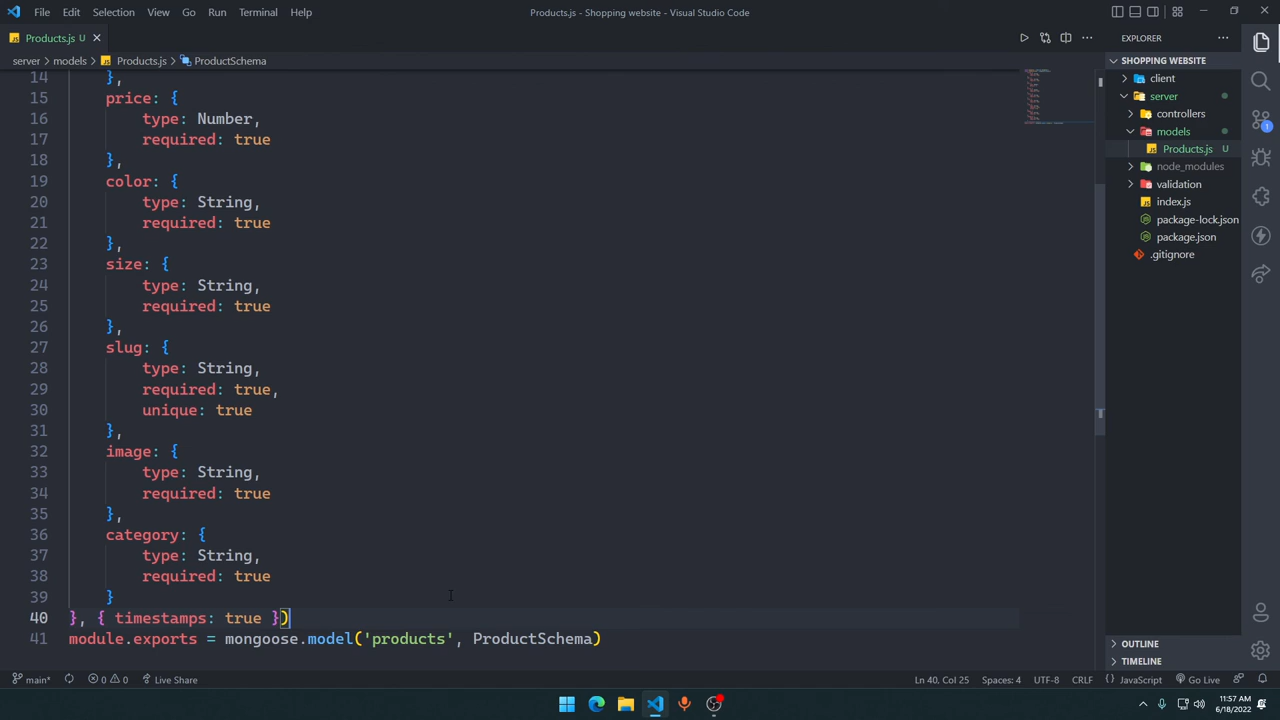 File Edit Selection View Go Run Terminal Help Products.js - Shopping website - Visual Studio Code
Products.js U
server > models > Products.js > ProductSchema
14 },
15 price: {
16 type: Number,
17 required: true
18 },
19 color: {
20 type: String,
21 required: true
22 },
23 size: {
24 type: String,
25 required: true
26 },
27 slug: {
28 type: String,
29 required: true,
30 unique: true
31 },
32 image: {
33 type: String,
34 required: true
35 },
36 category: {
37 type: String,
38 required: true
39 }
40 }, { timestamps: true })
41 module.exports = mongoose.model('products', ProductSchema)
EXPLORER
SHOPPING WEBSITE
client
server
controllers
models
JS Products.js U
node_modules
validation
JS index.js
package-lock.json
package.json
.gitignore
OUTLINE
TIMELINE
1
main* 0 0 Live Share Ln 40, Col 25 Spaces: 4 UTF-8 CRLF JavaScript Go Live
11:57 AM
6/18/2022